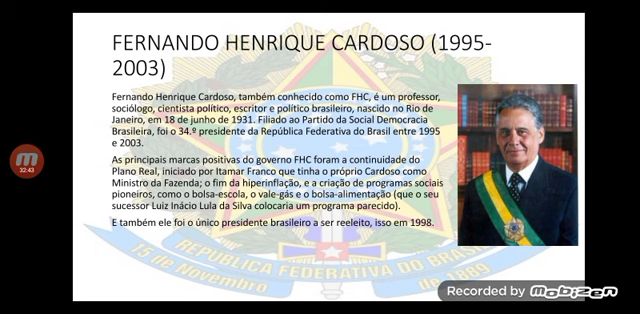 FERNANDO HENRIQUE CARDOSO (1995-
2003)
Fernando Henrique Cardoso, também conhecido como FHC, é um professor,
sociólogo, cientista político, escritor e político brasileiro, nascido no Rio de
Janeiro, em 18 de junho de 1931. Filiado ao Partido da Social Democracia
Brasileira, foi o 34.º presidente da República Federativa do Brasil entre 1995
e 2003.
As principais marcas positivas do governo FHC foram a continuidade do
Plano Real, iniciado por Itamar Franco que tinha o próprio Cardoso como
Ministro da Fazenda; o fim da hiperinflação, e a criação de programas sociais
pioneiros, como o bolsa-escola, o vale-gás e o bolsa-alimentação (que o seu
sucessor Luiz Inácio Lula da Silva colocaria um programa parecido).
E também ele foi o único presidente brasileiro a ser reeleito, isso em 1998.
32:43
REPÚBLICA FEDERATIVA DO BRASIL
15 de Novembro
de 1889
Recorded by Mobizen